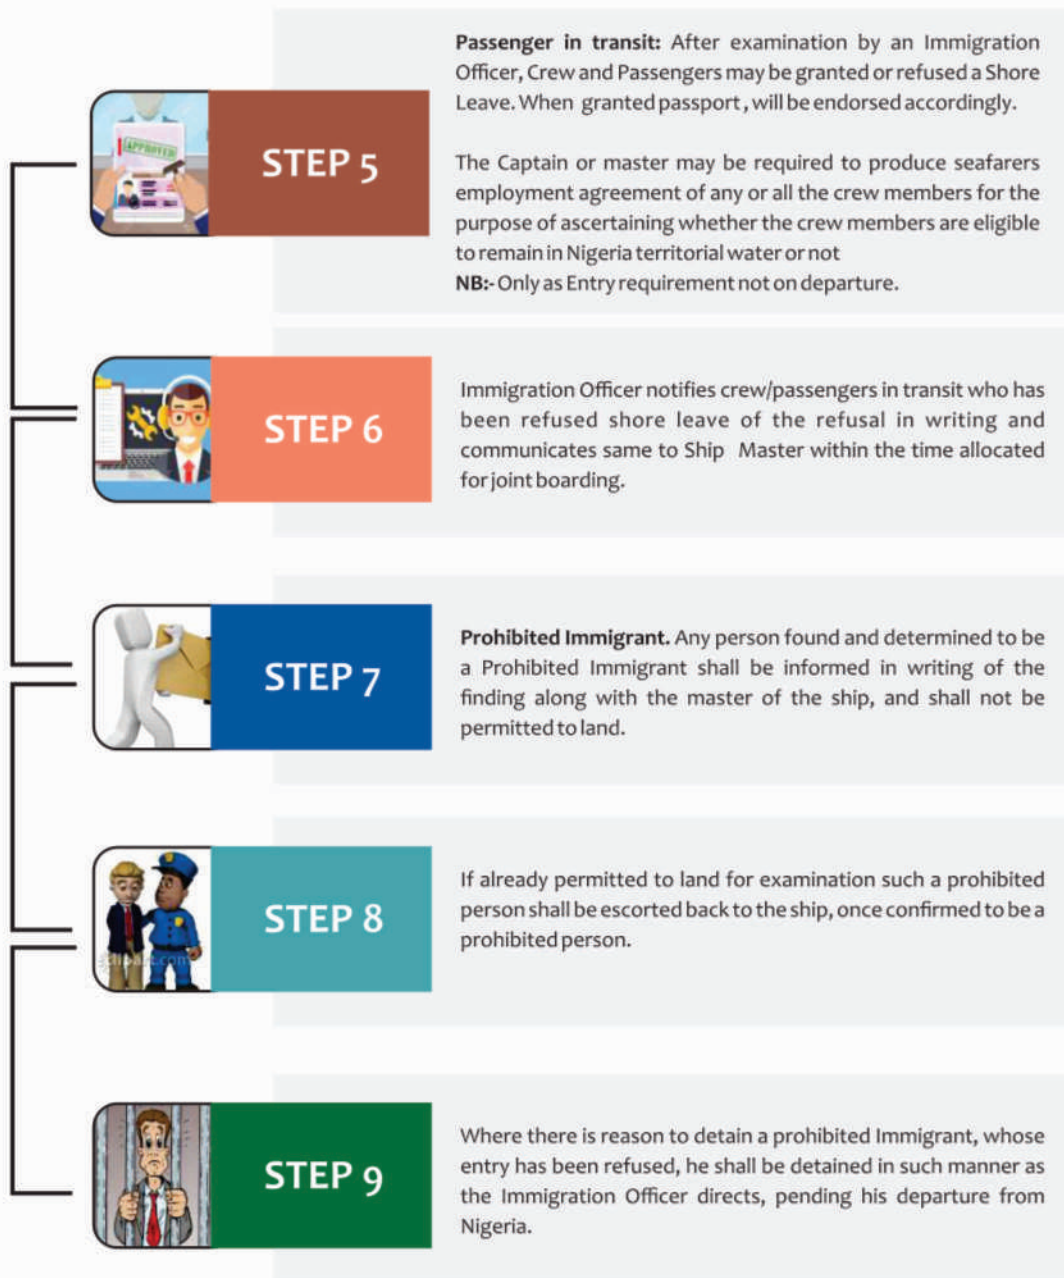 Passenger in transit: After examination by an Immigration
Officer, Crew and Passengers may be granted or refused a Shore
Leave. When granted passport , will be endorsed accordingly.
APPROVED
STEP 5
The Captain or master may be required to produce seafarers
employment agreement of any or all the crew members for the
purpose of ascertaining whether the crew members are eligible
to remain in Nigeria territorial water or not
NB:- Only as Entry requirement not on departure.
STEP 6
Immigration Officer notifies crew/passengers in transit who has
been refused shore leave of the refusal in writing and
communicates same to Ship Master within the time allocated
for joint boarding.
STEP 7
Prohibited Immigrant. Any person found and determined to be
a Prohibited Immigrant shall be informed in writing of the
finding along with the master of the ship, and shall not be
permitted to land.
STEP 8
If already permitted to land for examination such a prohibited
person shall be escorted back to the ship, once confirmed to be a
prohibited person.
STEP 9
Where there is reason to detain a prohibited Immigrant, whose
entry has been refused, he shall be detained in such manner as
the Immigration Officer directs, pending his departure from
Nigeria.